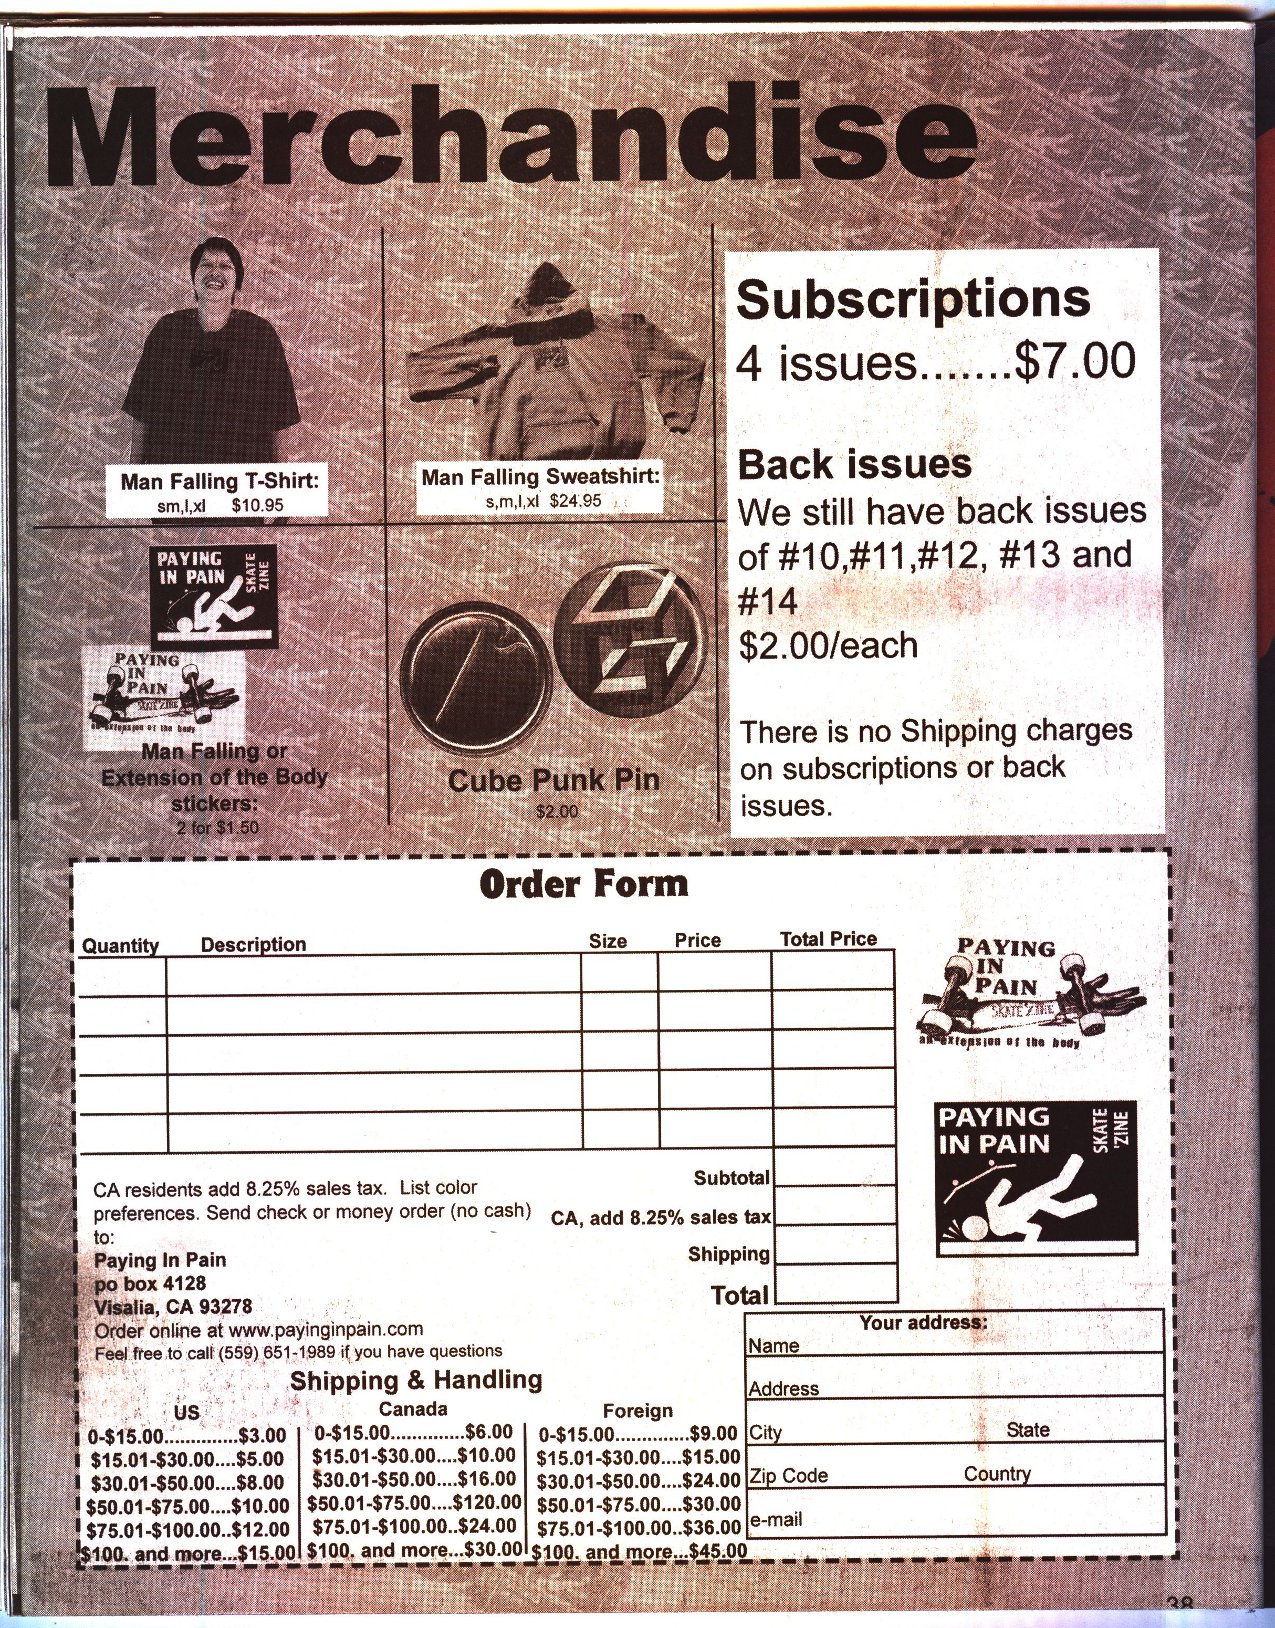 Merchandise
Man Falling T-Shirt:
sm,l,xl $10.95
Man Falling Sweatshirt:
s,m,l,xl $24.95
PAYING
IN PAIN
SKATE
ZINE
PAYING
IN
PAIN
SKATE ZINE
an extension of the body
Man Falling or
Extension of the Body
stickers:
2 for $1.50
Cube Punk Pin
$2.00
Subscriptions
4 issues.......$7.00
Back issues
We still have back issues
of #10,#11,#12, #13 and
#14
$2.00/each
There is no Shipping charges
on subscriptions or back
issues.
Order Form
Quantity Description Size Price Total Price
PAYING
IN
PAIN
SKATE ZINE
an extension of the body
PAYING
IN PAIN
SKATE
'ZINE
Subtotal
CA, add 8.25% sales tax
Shipping
Total
CA residents add 8.25% sales tax. List color
preferences. Send check or money order (no cash)
to:
Paying In Pain
po box 4128
Visalia, CA 93278
Order online at www.payinginpain.com
Feel free to call (559) 651-1989 if you have questions
Shipping & Handling
US
0-$15.00..............$3.00
$15.01-$30.00....$5.00
$30.01-$50.00....$8.00
$50.01-$75.00....$10.00
$75.01-$100.00..$12.00
$100. and more...$15.00
Canada
0-$15.00..............$6.00
$15.01-$30.00....$10.00
$30.01-$50.00....$16.00
$50.01-$75.00....$120.00
$75.01-$100.00..$24.00
$100. and more...$30.00
Foreign
0-$15.00.............$9.00
$15.01-$30.00....$15.00
$30.01-$50.00....$24.00
$50.01-$75.00....$30.00
$75.01-$100.00..$36.00
$100. and more...$45.00
Your address:
Name
Address
City State
Zip Code Country
e-mail
38